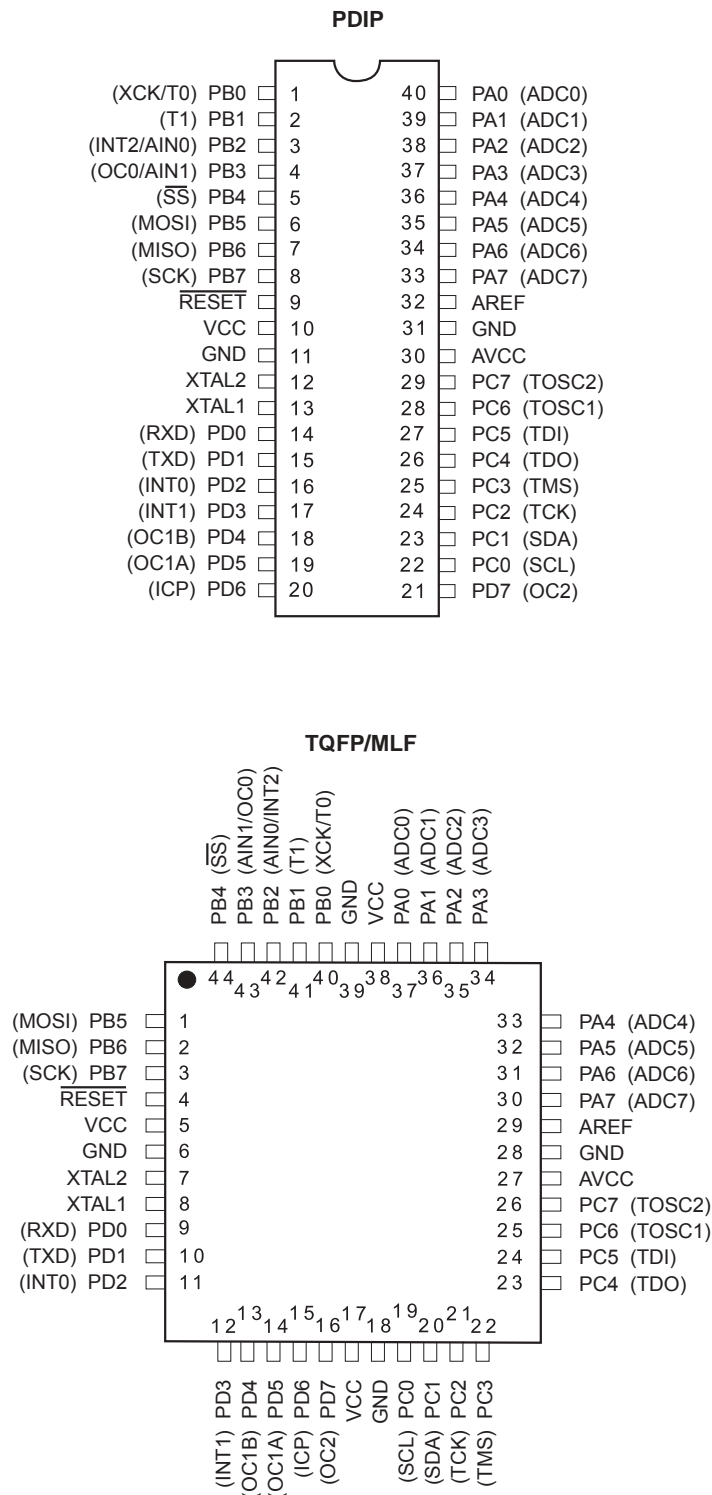 PDIP
(XCK/T0) PB0 1 40 PA0 (ADC0)
(T1) PB1 2 39 PA1 (ADC1)
(INT2/AIN0) PB2 3 38 PA2 (ADC2)
(OC0/AIN1) PB3 4 37 PA3 (ADC3)
(SS) PB4 5 36 PA4 (ADC4)
(MOSI) PB5 6 35 PA5 (ADC5)
(MISO) PB6 7 34 PA6 (ADC6)
(SCK) PB7 8 33 PA7 (ADC7)
RESET 9 32 AREF
VCC 10 31 GND
GND 11 30 AVCC
XTAL2 12 29 PC7 (TOSC2)
XTAL1 13 28 PC6 (TOSC1)
(RXD) PD0 14 27 PC5 (TDI)
(TXD) PD1 15 26 PC4 (TDO)
(INT0) PD2 16 25 PC3 (TMS)
(INT1) PD3 17 24 PC2 (TCK)
(OC1B) PD4 18 23 PC1 (SDA)
(OC1A) PD5 19 22 PC0 (SCL)
(ICP) PD6 20 21 PD7 (OC2)
TQFP/MLF
PB4 (SS)
PB3 (AIN1/OC0)
PB2 (AIN0/INT2)
PB1 (T1)
PB0 (XCK/T0)
GND
VCC
PA0 (ADC0)
PA1 (ADC1)
PA2 (ADC2)
PA3 (ADC3)
44 43 42 41 40 39 38 37 36 35 34
(MOSI) PB5 1 33 PA4 (ADC4)
(MISO) PB6 2 32 PA5 (ADC5)
(SCK) PB7 3 31 PA6 (ADC6)
RESET 4 30 PA7 (ADC7)
VCC 5 29 AREF
GND 6 28 GND
XTAL2 7 27 AVCC
XTAL1 8 26 PC7 (TOSC2)
(RXD) PD0 9 25 PC6 (TOSC1)
(TXD) PD1 10 24 PC5 (TDI)
(INT0) PD2 11 23 PC4 (TDO)
12 13 14 15 16 17 18 19 20 21 22
(INT1) PD3
(OC1B) PD4
(OC1A) PD5
(ICP) PD6
(OC2) PD7
VCC
GND
(SCL) PC0
(SDA) PC1
(TCK) PC2
(TMS) PC3